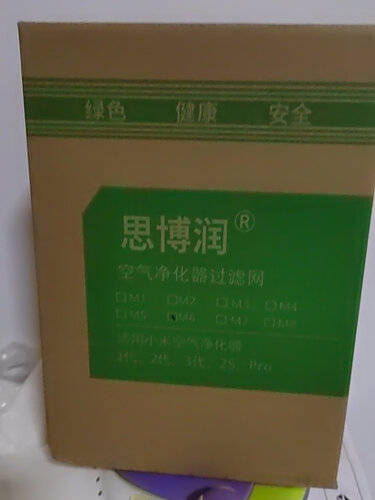 绿色 健康 安全
思博润®
空气净化器过滤网
□M1 □M2 □M3 □M4
□M5 ☑M6 □M7 □M8
适用小米空气净化器
1代、2代、3代、2S、Pro